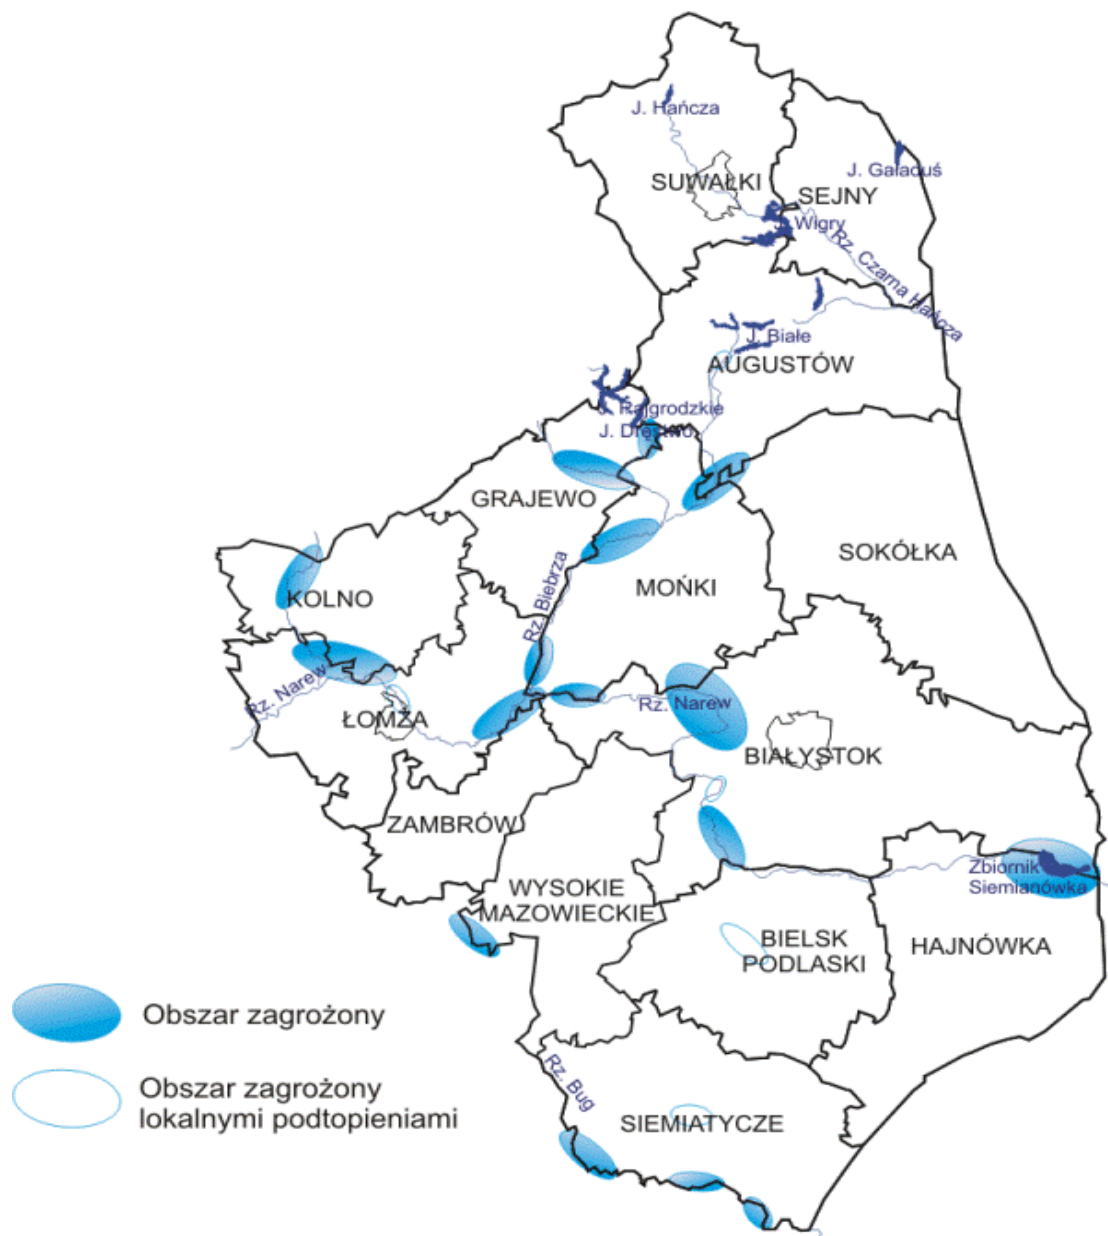 J. Hańcza
J. Gaładuś
SUWAŁKI
SEJNY
J. Wigry
Rz. Czarna Hańcza
J. Białe
AUGUSTÓW
J. Rajgrodzkie
J. Dręstwo
GRAJEWO
SOKÓŁKA
MOŃKI
KOLNO
Rz. Biebrza
Rz. Narew
Rz. Narew
ŁOMŻA
BIAŁYSTOK
ZAMBRÓW
Zbiornik
Siemianówka
WYSOKIE
MAZOWIECKIE
BIELSK
PODLASKI
HAJNÓWKA
Obszar zagrożony
Rz. Bug
Obszar zagrożony
lokalnymi podtopieniami
SIEMIATYCZE